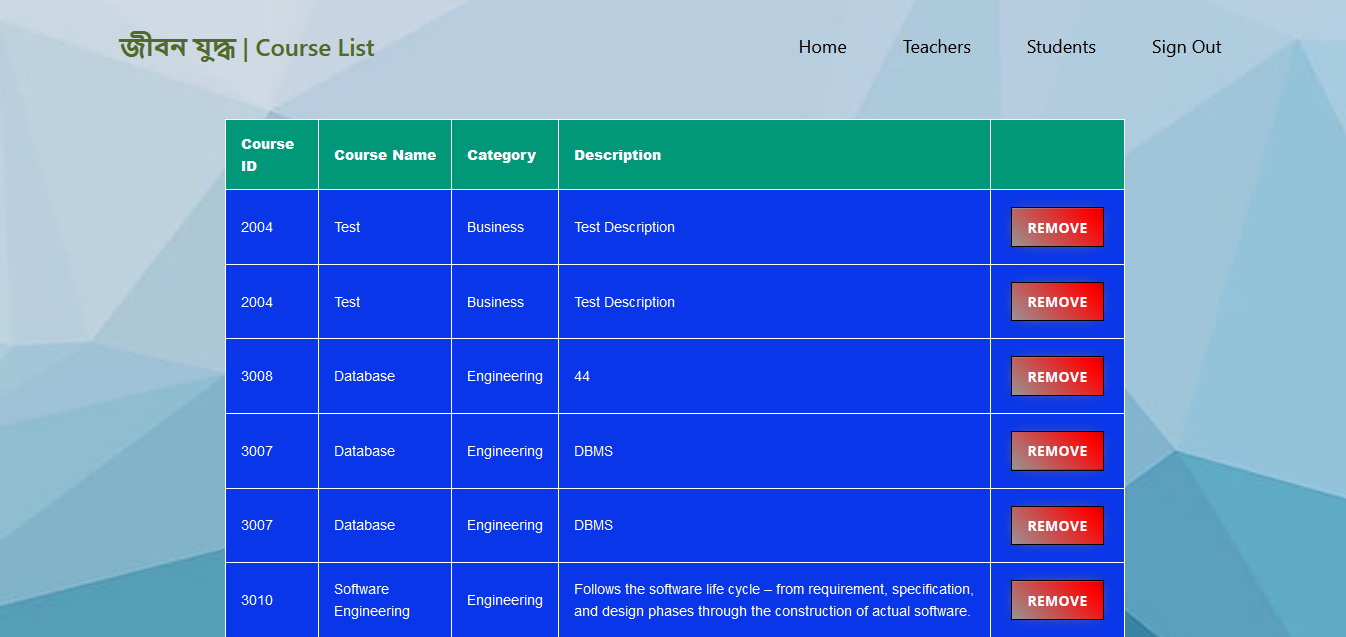 জীবন যুদ্ধ | Course List
Home Teachers Students Sign Out
Course ID Course Name Category Description
2004 Test Business Test Description REMOVE
2004 Test Business Test Description REMOVE
3008 Database Engineering 44 REMOVE
3007 Database Engineering DBMS REMOVE
3007 Database Engineering DBMS REMOVE
3010 Software Engineering Engineering Follows the software life cycle – from requirement, specification, and design phases through the construction of actual software. REMOVE